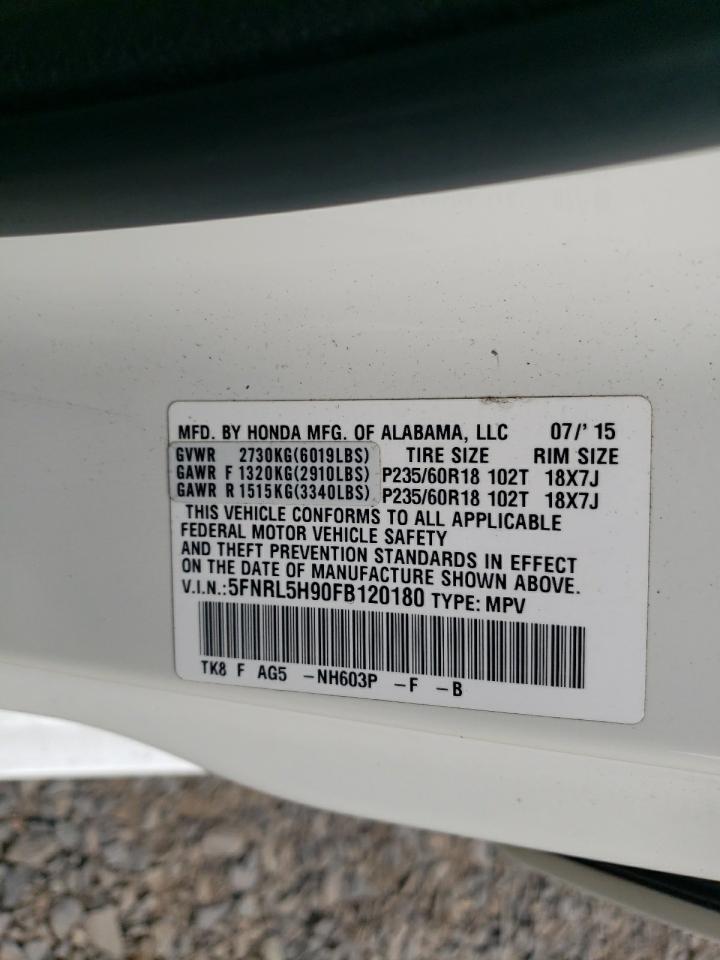 MFD. BY HONDA MFG. OF ALABAMA, LLC 07/'15
GVWR 2730KG(6019LBS) TIRE SIZE RIM SIZE
GAWR F 1320KG(2910LBS) P235/60R18 102T 18X7J
GAWR R 1515KG(3340LBS) P235/60R18 102T 18X7J
THIS VEHICLE CONFORMS TO ALL APPLICABLE
FEDERAL MOTOR VEHICLE SAFETY
AND THEFT PREVENTION STANDARDS IN EFFECT
ON THE DATE OF MANUFACTURE SHOWN ABOVE.
V.I.N.:5FNRL5H90FB120180 TYPE: MPV
TK8 F AG5 -NH603P -F -B